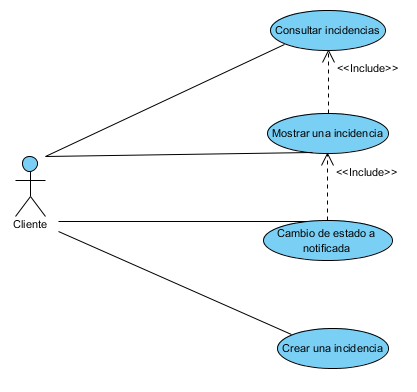 Consultar incidencias
<<Include>>
Mostrar una incidencia
<<Include>>
Cliente
Cambio de estado a
notificada
Crear una incidencia